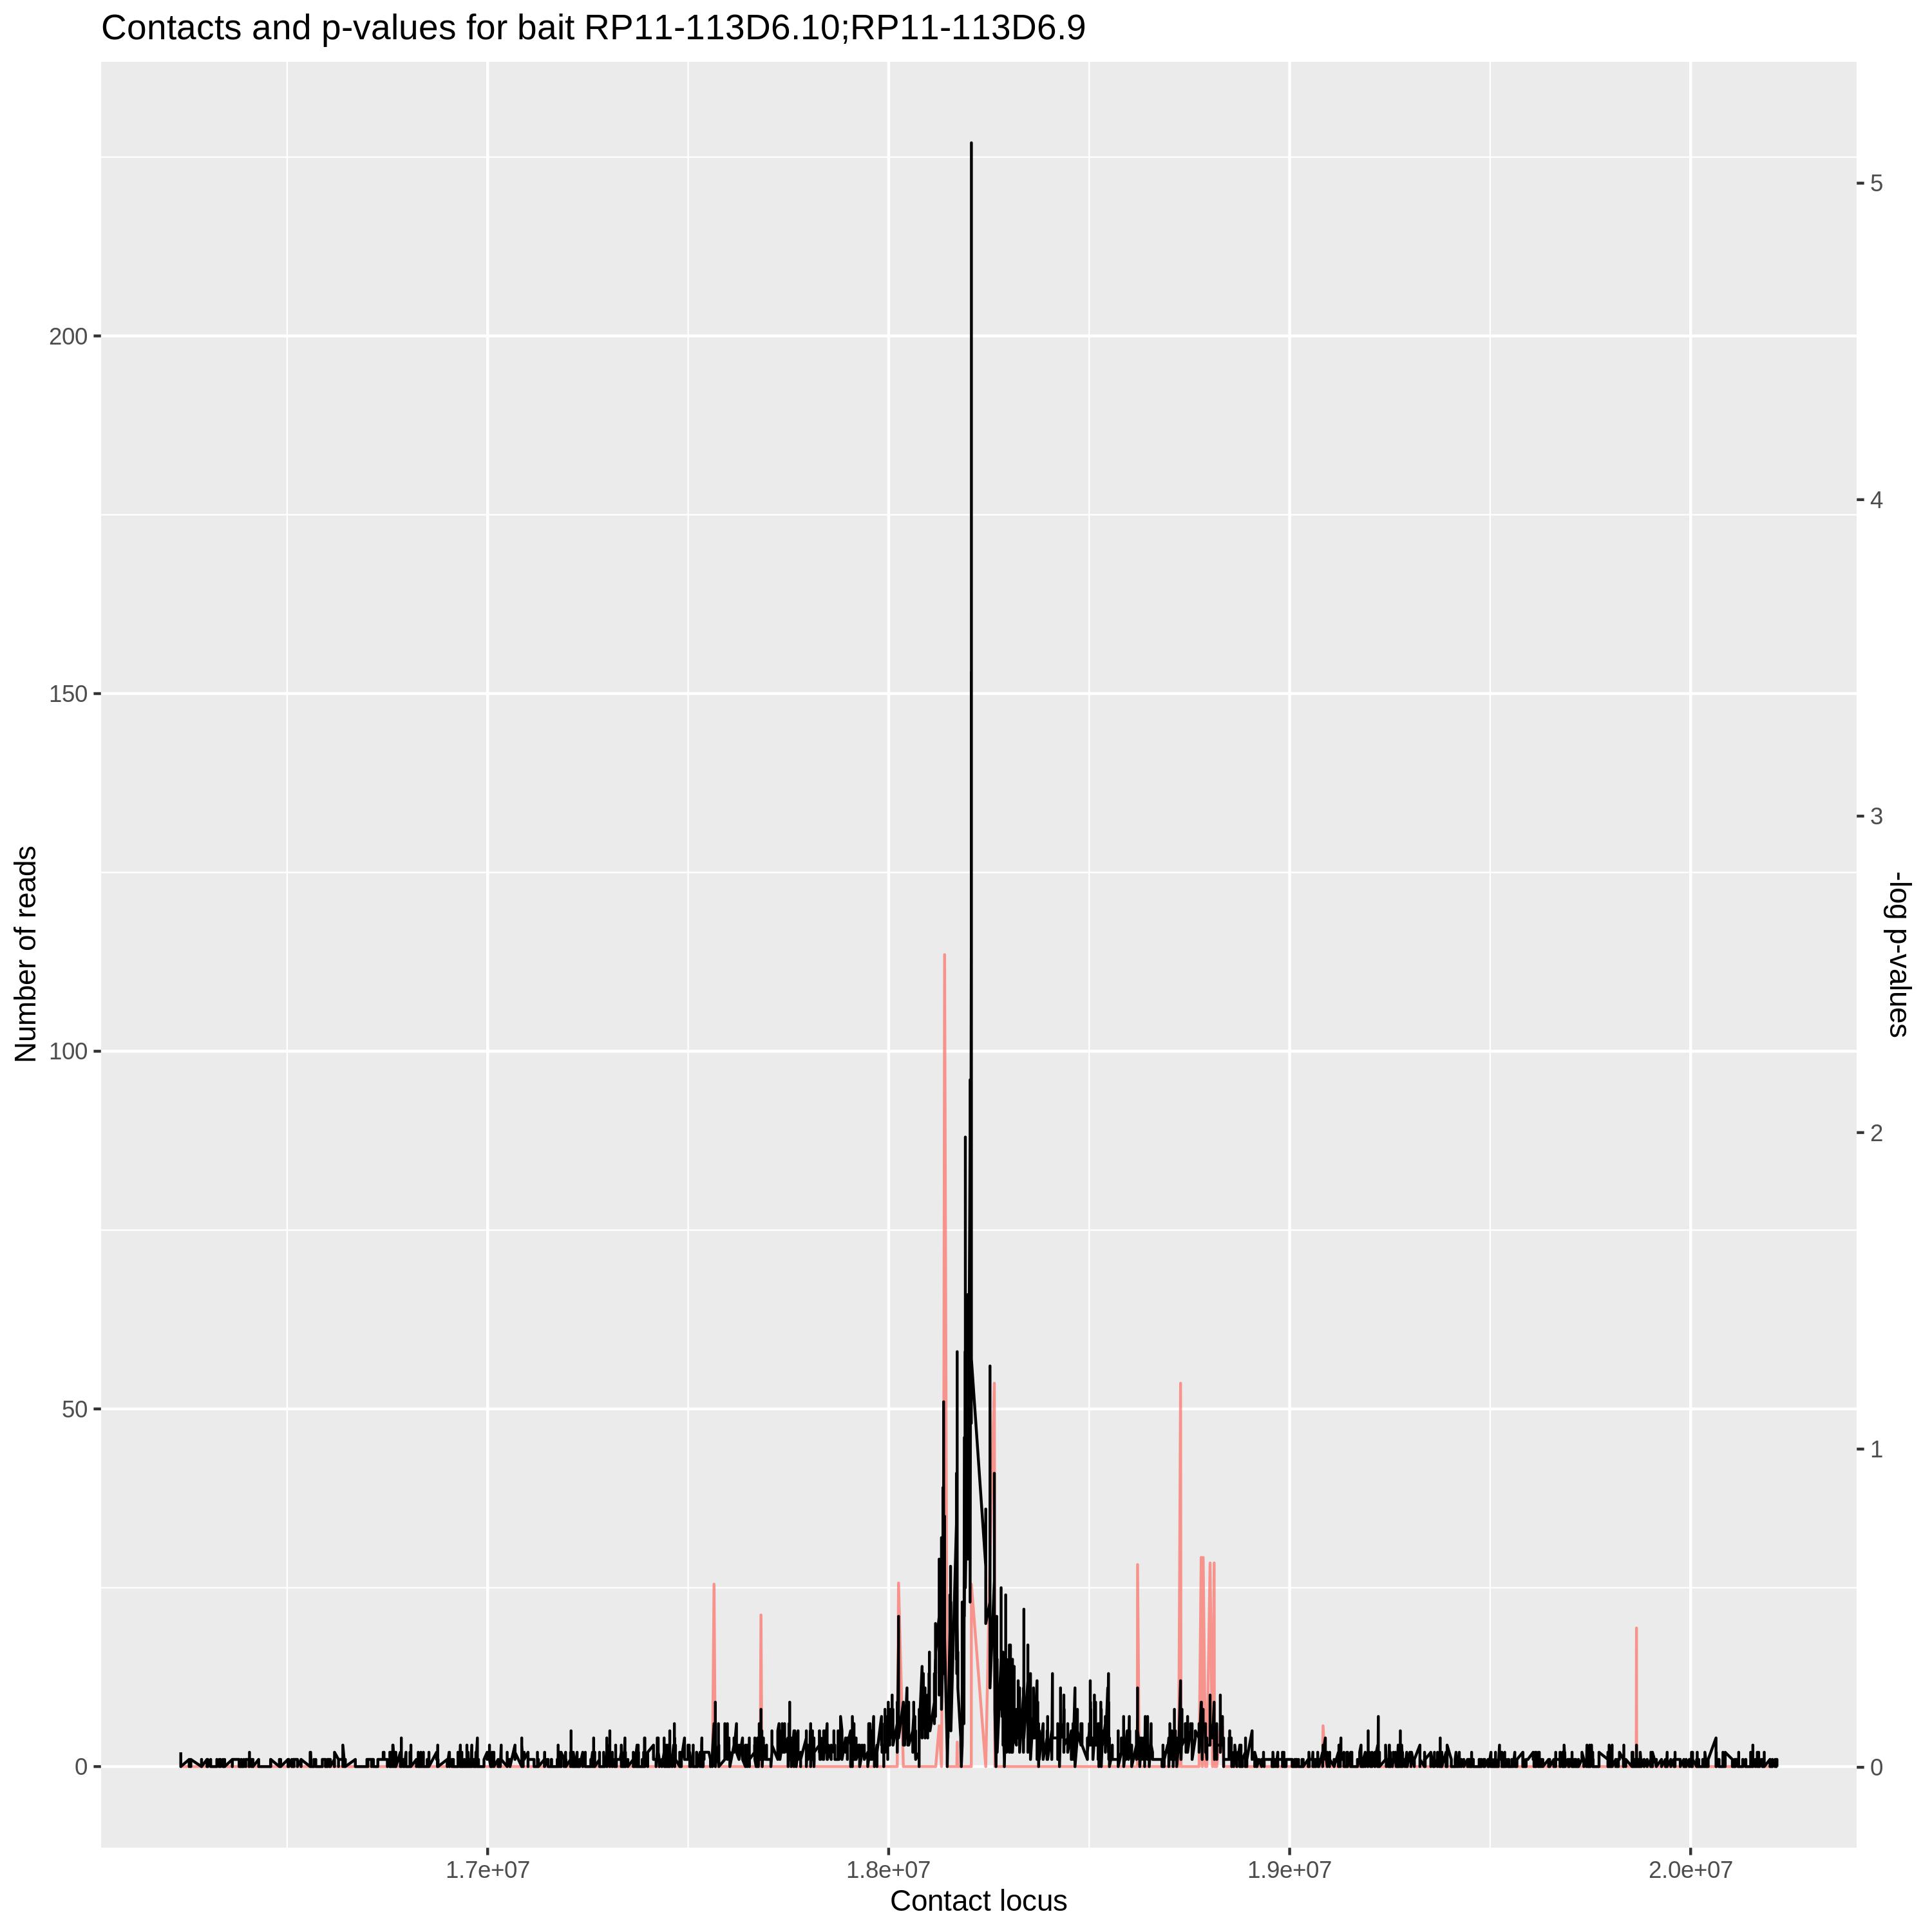 Contacts and p-values for bait RP11-113D6.10;RP11-113D6.9
Number of reads
200
150
100
50
0
5
4
3
2
1
0
-log p-values
1.7e+07
1.8e+07
1.9e+07
2.0e+07
Contact locus